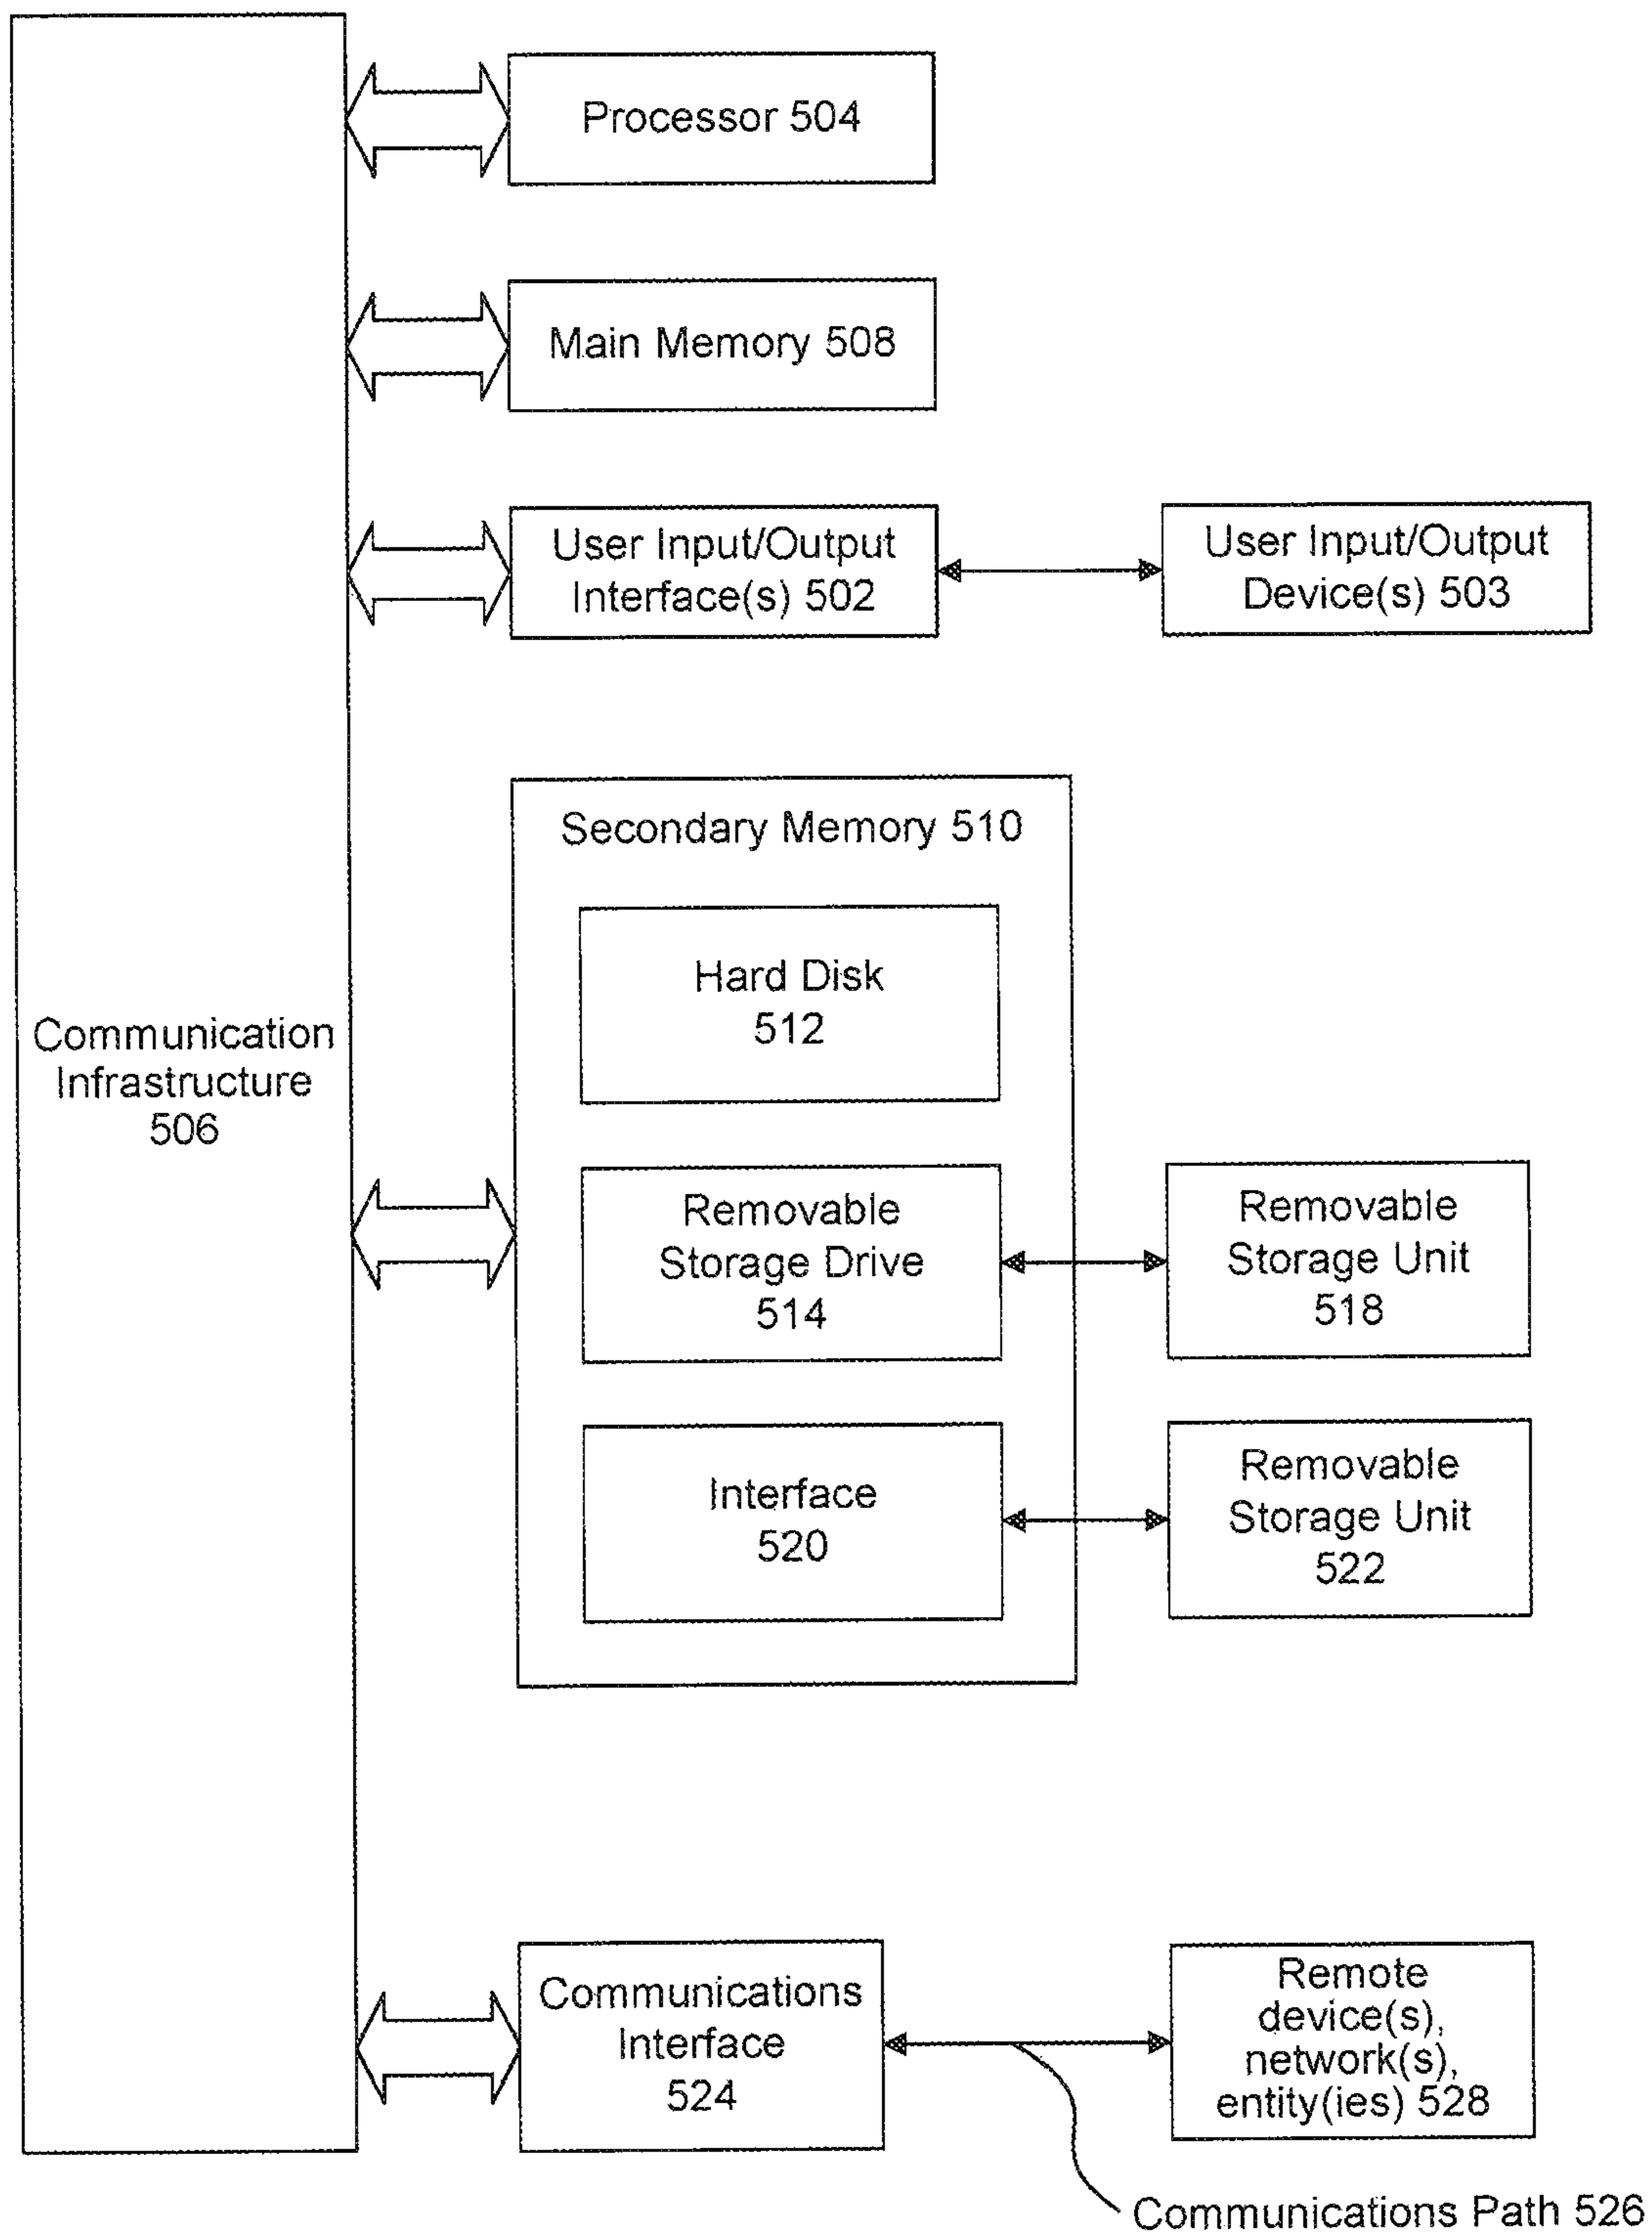 Processor 504
Main Memory 508
User Input/Output
Interface(s) 502
User Input/Output
Device(s) 503
Secondary Memory 510
Hard Disk
512
Communication
Infrastructure
506
Removable
Storage Drive
514
Removable
Storage Unit
518
Interface
520
Removable
Storage Unit
522
Communications
Interface
524
Remote
device(s),
network(s),
entity(ies) 528
Communications Path 526